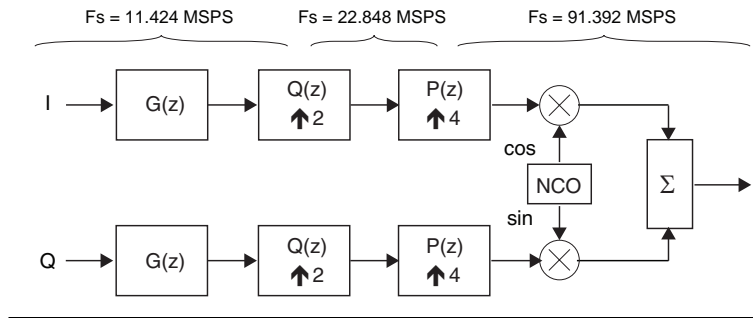 Fs = 11.424 MSPS Fs = 22.848 MSPS Fs = 91.392 MSPS
I G(z) Q(z) P(z)
↑2 ↑4
cos
NCO Σ
sin
Q G(z) Q(z) P(z)
↑2 ↑4